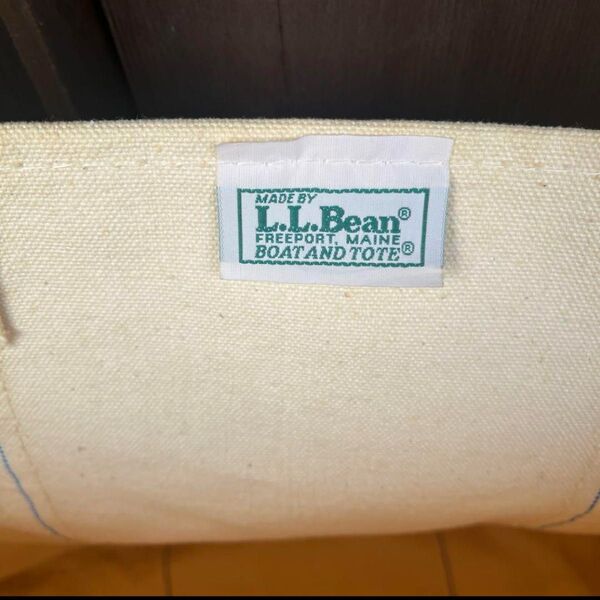 MADE BY
L.L.Bean®
FREEPORT, MAINE
BOAT AND TOTE®